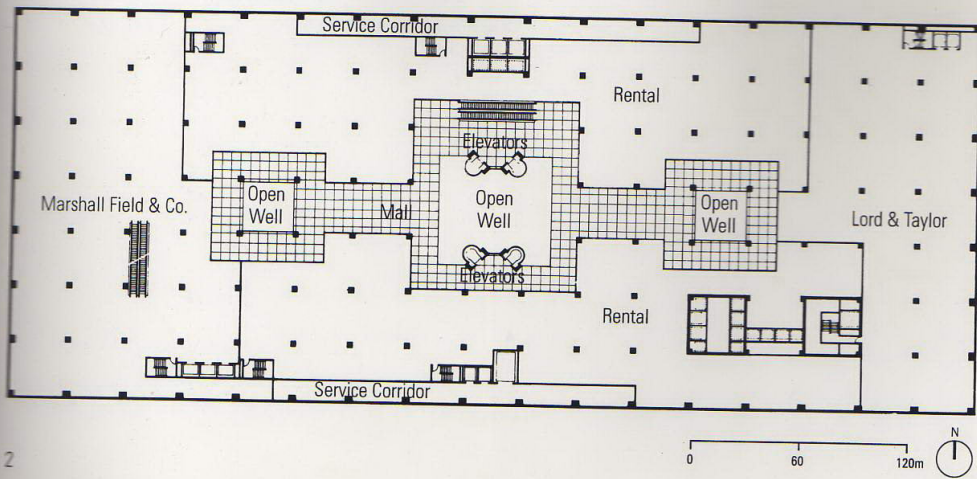 Service Corridor
Rental
Elevators
Open
Well
Marshall Field & Co.
Mall
Open
Well
Open
Well
Lord & Taylor
Elevators
Rental
Service Corridor
N
0 60 120m
2